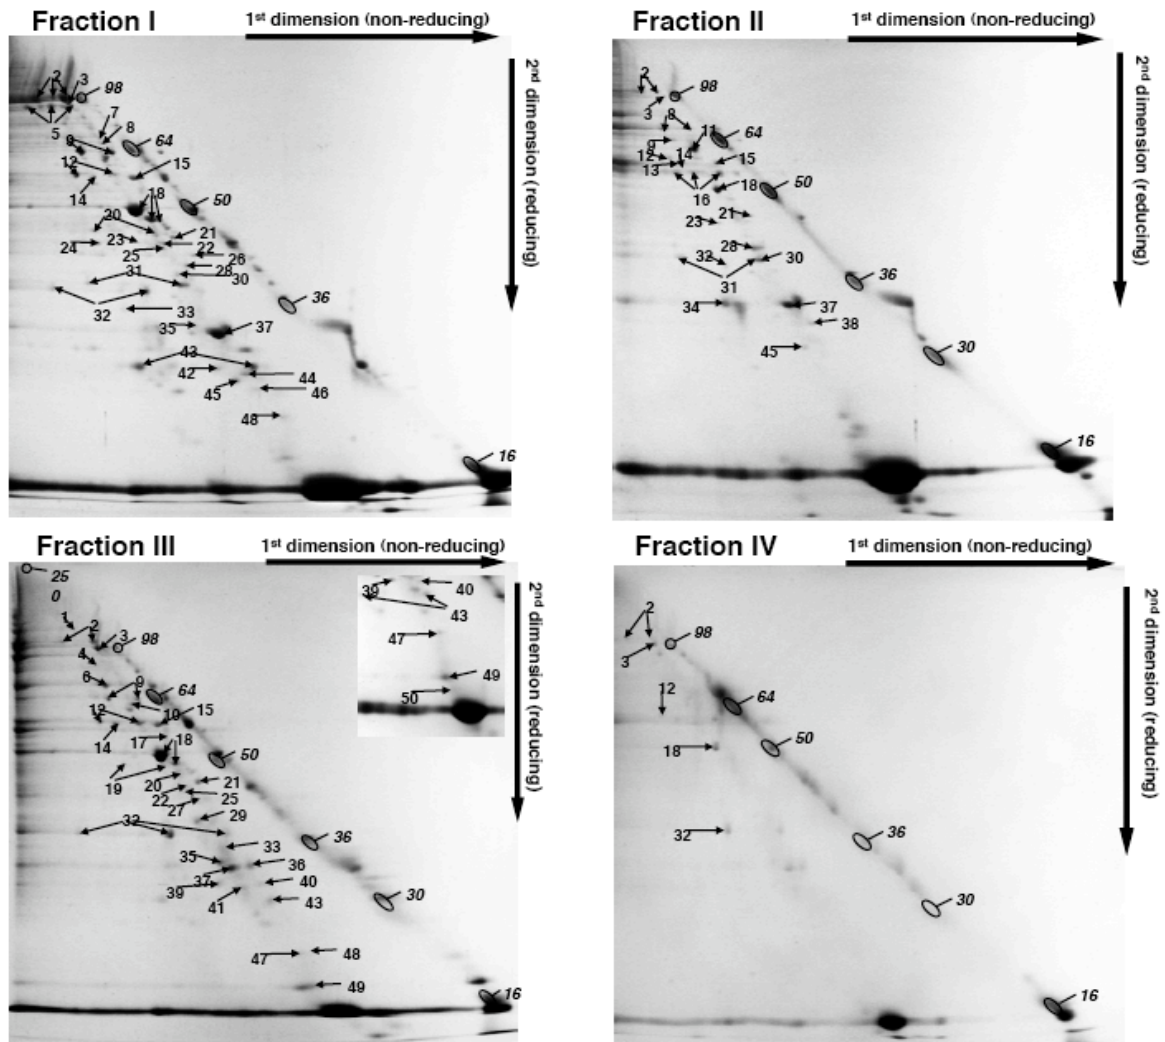 Fraction I
1st dimension (non-reducing)
2nd dimension (reducing)
2 3 98
5 7 8 64
9
12 15
14 18 50
20 21
24 23 22
25 26
28
31 30
32 33 36
35 37
43
42 44
45 46
48
16
Fraction II
1st dimension (non-reducing)
2nd dimension (reducing)
2 98
3 8 11 64
9
12 14 15
13 50
16 18
23 21
28
32 30 36
31
34 37
38
45 30
16
Fraction III
1st dimension (non-reducing)
2nd dimension (reducing)
25
0
1
2 3 98
4
6 9 64
12 10 15
14 17 18 50
19 20 21
22 25
27
29
32 36
33
35 36
37 40 30
39 41 43
47 48
49
16
39 40
43
47
49
50
Fraction IV
1st dimension (non-reducing)
2nd dimension (reducing)
2 98
3
12 64
18 50
32 36
30
16